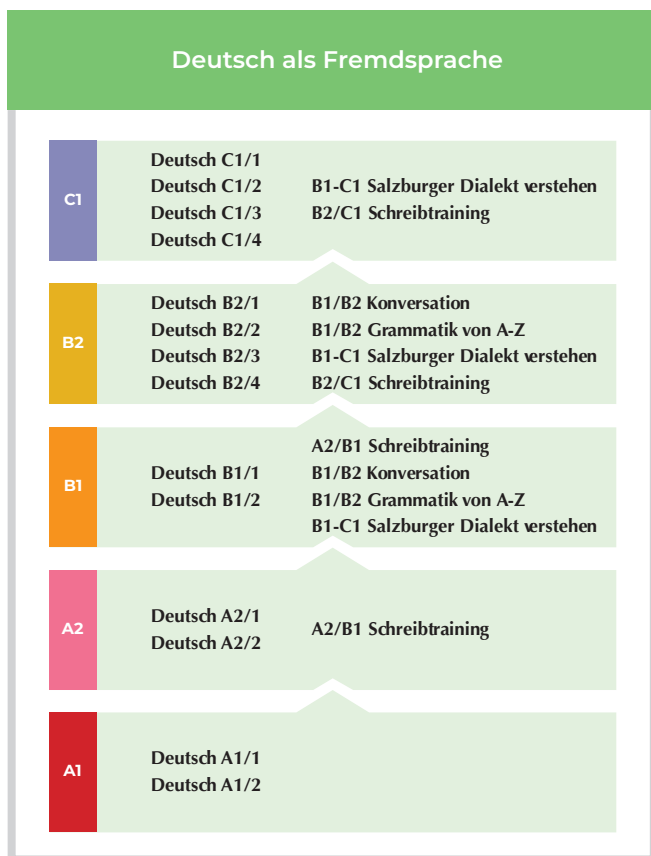 Deutsch als Fremdsprache
C1
Deutsch C1/1
Deutsch C1/2
Deutsch C1/3
Deutsch C1/4
B1-C1 Salzburger Dialekt verstehen
B2/C1 Schreibtraining
B2
Deutsch B2/1
Deutsch B2/2
Deutsch B2/3
Deutsch B2/4
B1/B2 Konversation
B1/B2 Grammatik von A-Z
B1-C1 Salzburger Dialekt verstehen
B2/C1 Schreibtraining
B1
Deutsch B1/1
Deutsch B1/2
A2/B1 Schreibtraining
B1/B2 Konversation
B1/B2 Grammatik von A-Z
B1-C1 Salzburger Dialekt verstehen
A2
Deutsch A2/1
Deutsch A2/2
A2/B1 Schreibtraining
A1
Deutsch A1/1
Deutsch A1/2